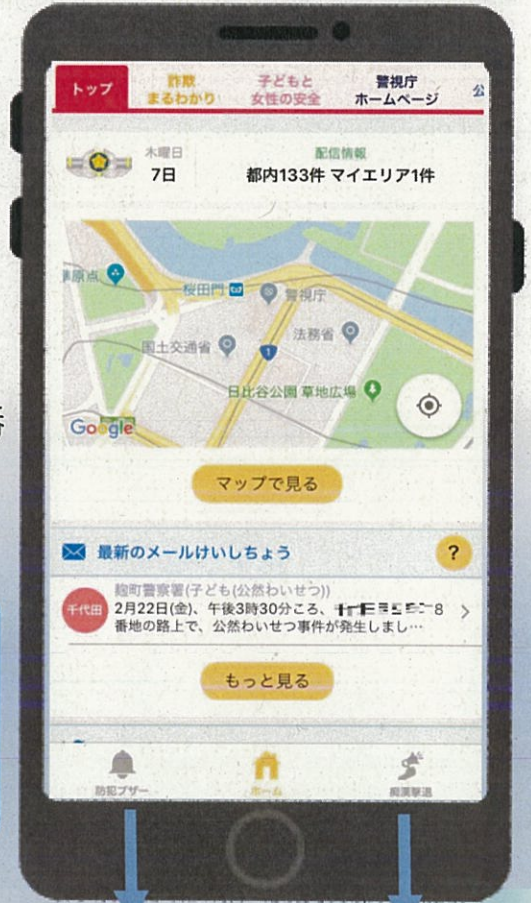 トップ
詐欺
まるわかり
子どもと
女性の安全
警視庁
ホームページ
公
木曜日
7日
配信情報
都内133件 マイエリア1件
準原点
桜田門
警視庁
国土交通省
法務省
1
日比谷公園 草地広場
Google
番
マップで見る
最新のメールけいしちょう
?
千代田
麴町警察署(子ども(公然わいせつ))
2月22日(金)、午後3時30分ころ、
8
番地の路上で、公然わいせつ事件が発生しまし…
もっと見る
防犯ブザー
ホーム
痴漢撃退